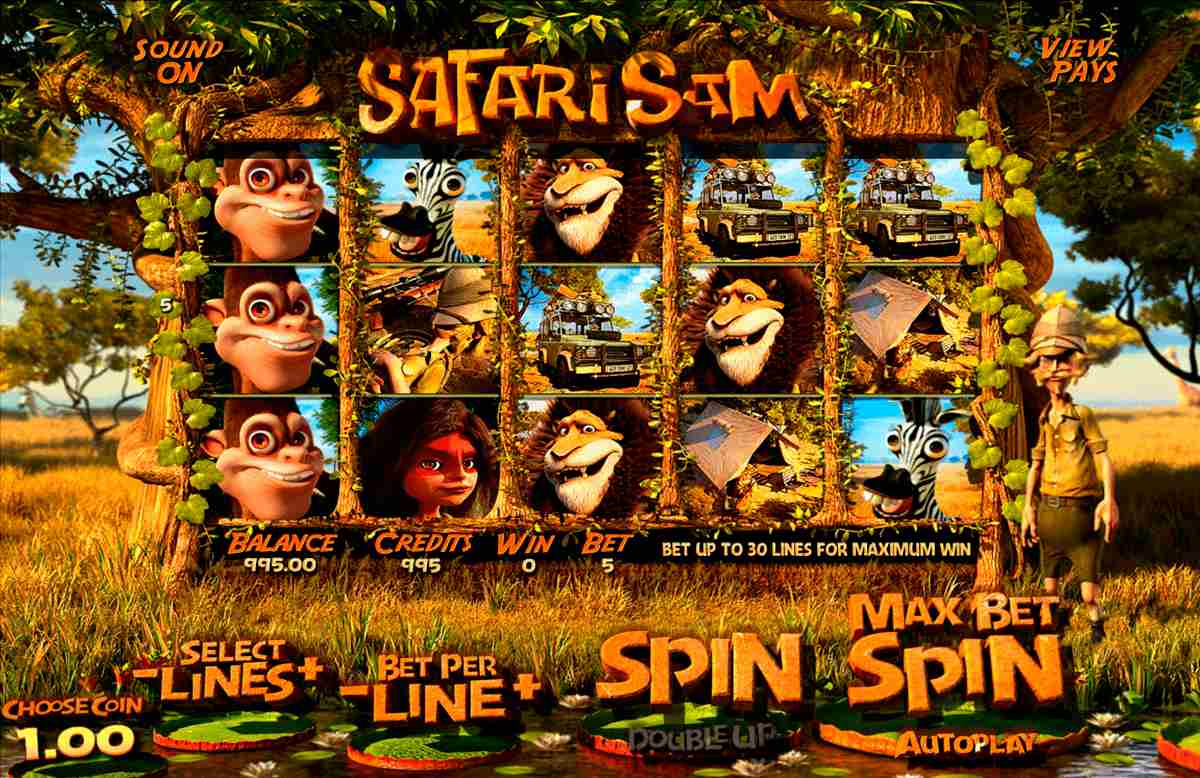 SOUND
ON
SAFARI SAM
VIEW
PAYS
5
BALANCE
995.00
CREDITS
995
WIN
0
BET
5
BET UP TO 30 LINES FOR MAXIMUM WIN
SELECT
- LINES +
BET PER
- LINE +
SPIN
MAX BET
SPIN
CHOOSE COIN
1.00
DOUBLE UP
AUTOPLAY